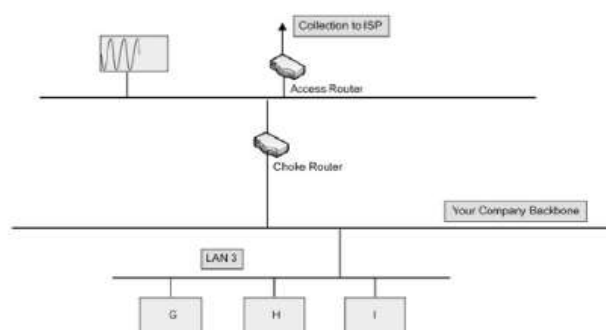 Collection to ISP
Access Router
Choke Router
Your Company Backbone
LAN 3
G
H
I